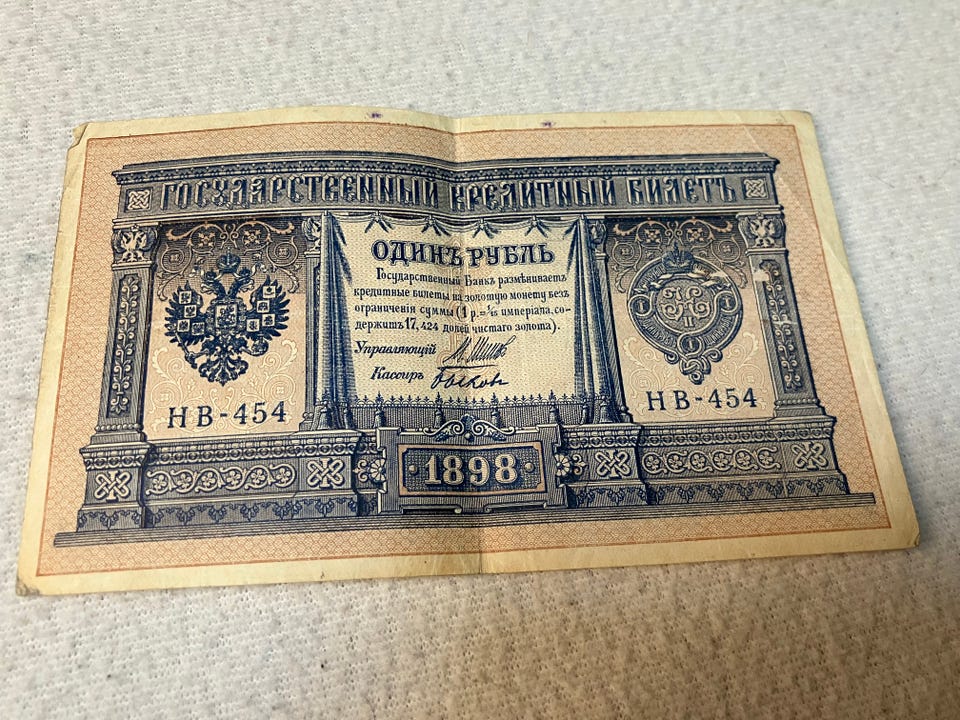 ГОСУДАРСТВЕННЫЙ КРЕДИТНЫЙ БИЛЕТЪ
ОДИНЪ РУБЛЬ
Государственный Банкъ размѣниваетъ
кредитные билеты на золотую монету безъ
ограниченія суммы (1 р.= 1/15 имперіала, со-
держитъ 17,424 долей чистаго золота).
Управляющій
Кассиръ Быковъ
НВ-454
НВ-454
1898